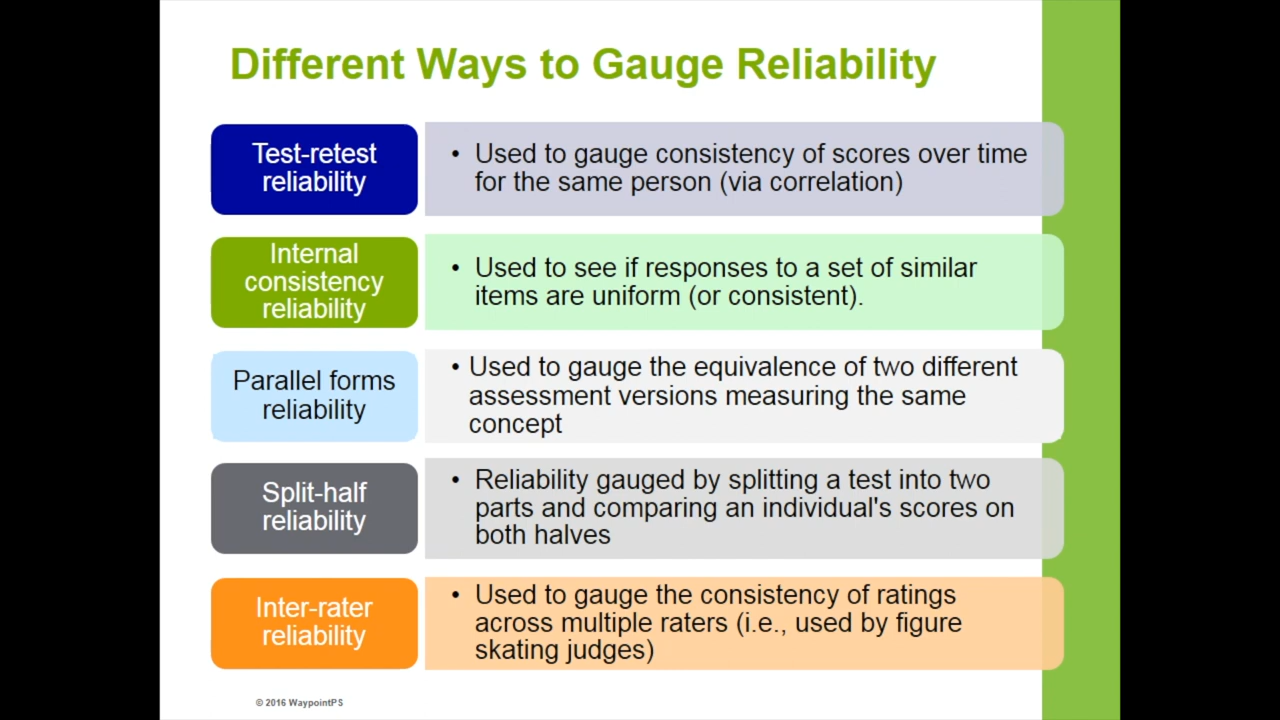 Different Ways to Gauge Reliability
Test-retest
reliability
• Used to gauge consistency of scores over time
for the same person (via correlation)
Internal
consistency
reliability
• Used to see if responses to a set of similar
items are uniform (or consistent).
Parallel forms
reliability
• Used to gauge the equivalence of two different
assessment versions measuring the same
concept
Split-half
reliability
• Reliability gauged by splitting a test into two
parts and comparing an individual's scores on
both halves
Inter-rater
reliability
• Used to gauge the consistency of ratings
across multiple raters (i.e., used by figure
skating judges)
© 2016 WaypointPS